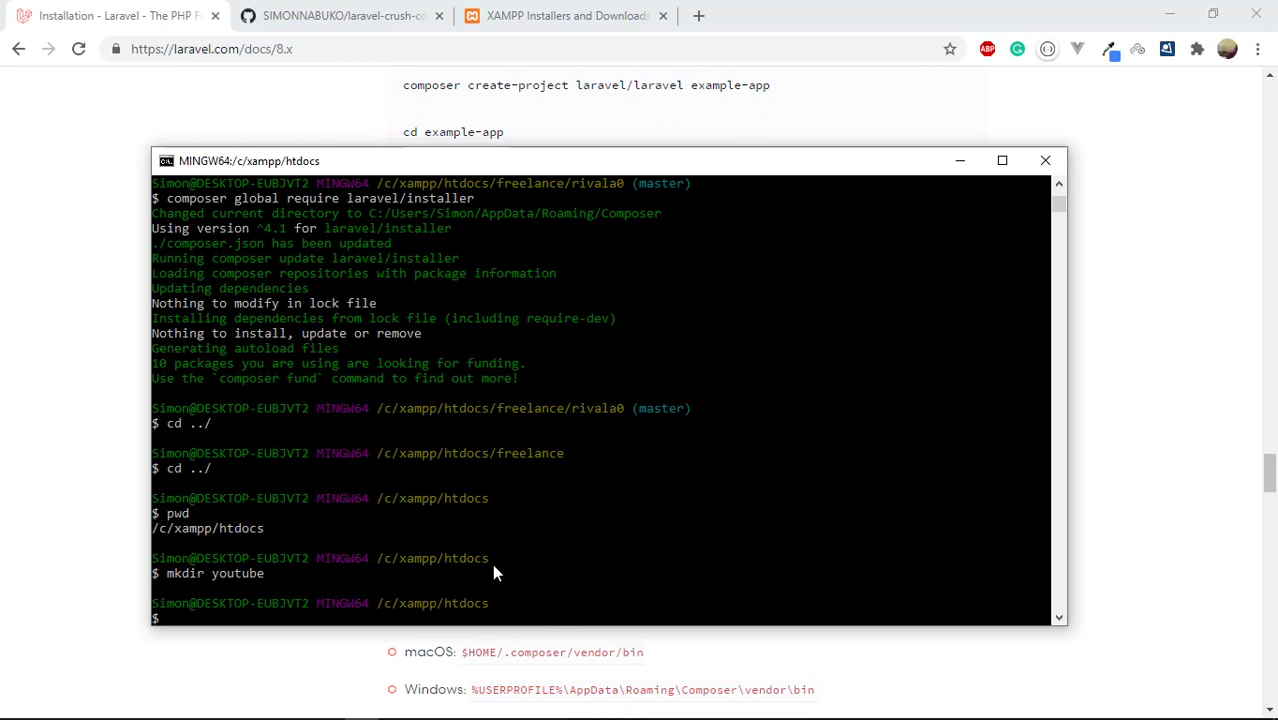 Installation - Laravel - The PHP F
SIMONNABUKO/laravel-crush-co
XAMPP Installers and Downloads
https://laravel.com/docs/8.x
ABP
composer create-project laravel/laravel example-app
cd example-app
MINGW64:/c/xampp/htdocs
Simon@DESKTOP-EUBJVT2 MINGW64 /c/xampp/htdocs/freelance/rivala0 (master)
$ composer global require laravel/installer
Changed current directory to C:/Users/Simon/AppData/Roaming/Composer
Using version ^4.1 for laravel/installer
./composer.json has been updated
Running composer update laravel/installer
Loading composer repositories with package information
Updating dependencies
Nothing to modify in lock file
Installing dependencies from lock file (including require-dev)
Nothing to install, update or remove
Generating autoload files
10 packages you are using are looking for funding.
Use the `composer fund` command to find out more!
Simon@DESKTOP-EUBJVT2 MINGW64 /c/xampp/htdocs/freelance/rivala0 (master)
$ cd ../
Simon@DESKTOP-EUBJVT2 MINGW64 /c/xampp/htdocs/freelance
$ cd ../
Simon@DESKTOP-EUBJVT2 MINGW64 /c/xampp/htdocs
$ pwd
/c/xampp/htdocs
Simon@DESKTOP-EUBJVT2 MINGW64 /c/xampp/htdocs
$ mkdir youtube
Simon@DESKTOP-EUBJVT2 MINGW64 /c/xampp/htdocs
$
macOS: $HOME/.composer/vendor/bin
Windows: %USERPROFILE%\AppData\Roaming\Composer\vendor\bin